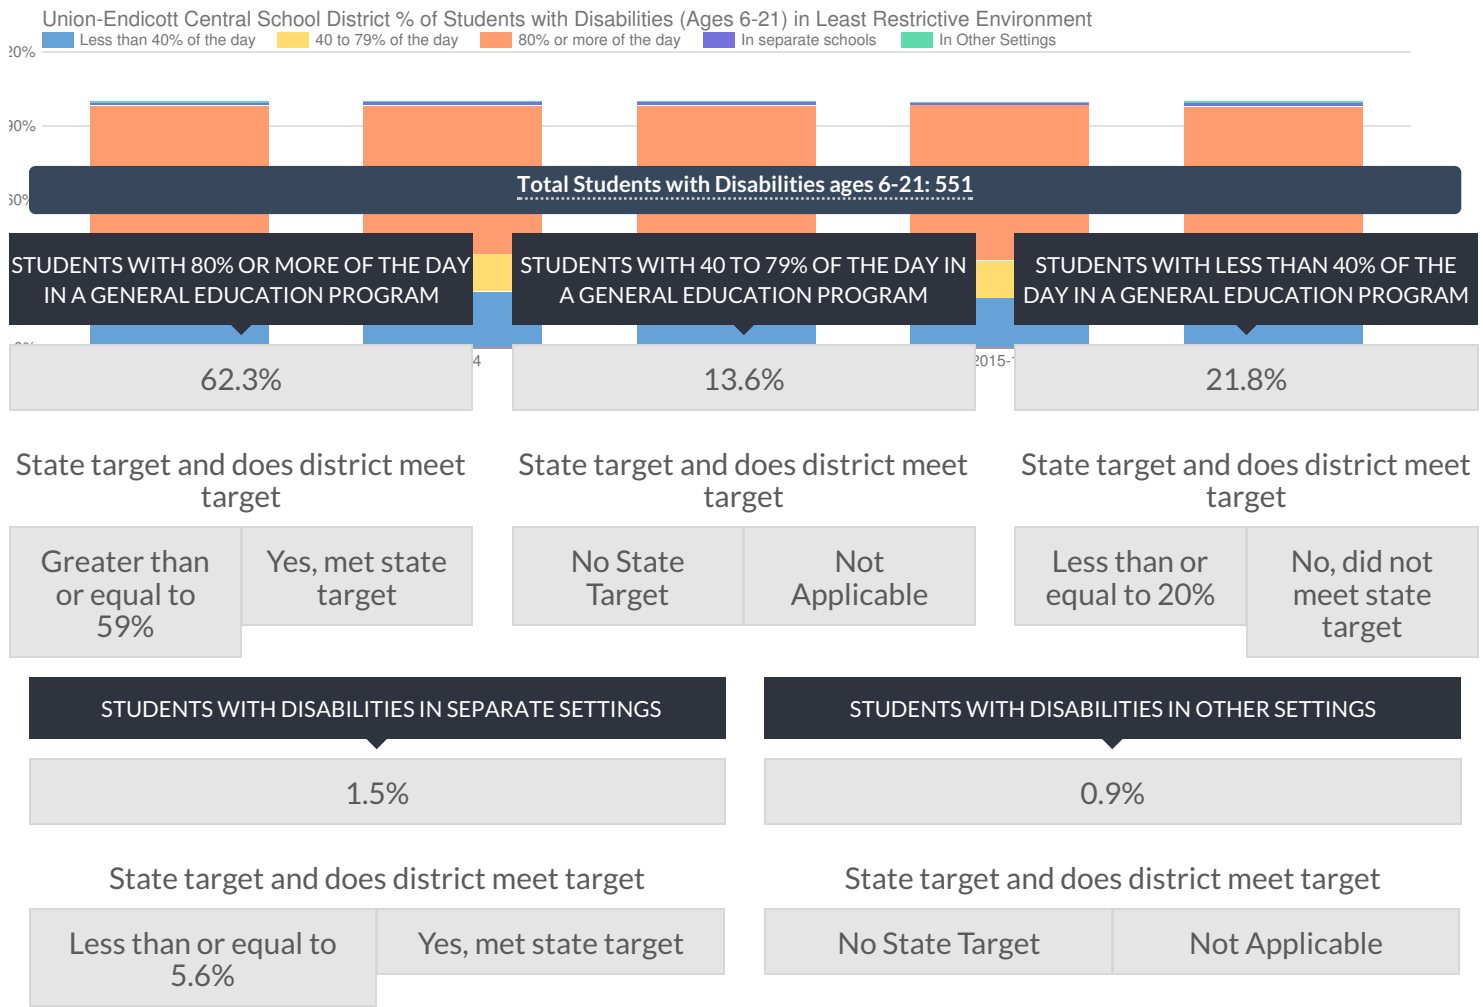 Union-Endicott Central School District % of Students with Disabilities (Ages 6-21) in Least Restrictive Environment
Less than 40% of the day 40 to 79% of the day 80% or more of the day In separate schools In Other Settings
20%
90%
60%
Total Students with Disabilities ages 6-21: 551
STUDENTS WITH 80% OR MORE OF THE DAY
IN A GENERAL EDUCATION PROGRAM
STUDENTS WITH 40 TO 79% OF THE DAY IN
A GENERAL EDUCATION PROGRAM
STUDENTS WITH LESS THAN 40% OF THE
DAY IN A GENERAL EDUCATION PROGRAM
4
2015-1
62.3%
13.6%
21.8%
State target and does district meet
target
State target and does district meet
target
State target and does district meet
target
Greater than
or equal to
59%
Yes, met state
target
No State
Target
Not
Applicable
Less than or
equal to 20%
No, did not
meet state
target
STUDENTS WITH DISABILITIES IN SEPARATE SETTINGS
STUDENTS WITH DISABILITIES IN OTHER SETTINGS
1.5%
0.9%
State target and does district meet target
State target and does district meet target
Less than or equal to
5.6%
Yes, met state target
No State Target
Not Applicable